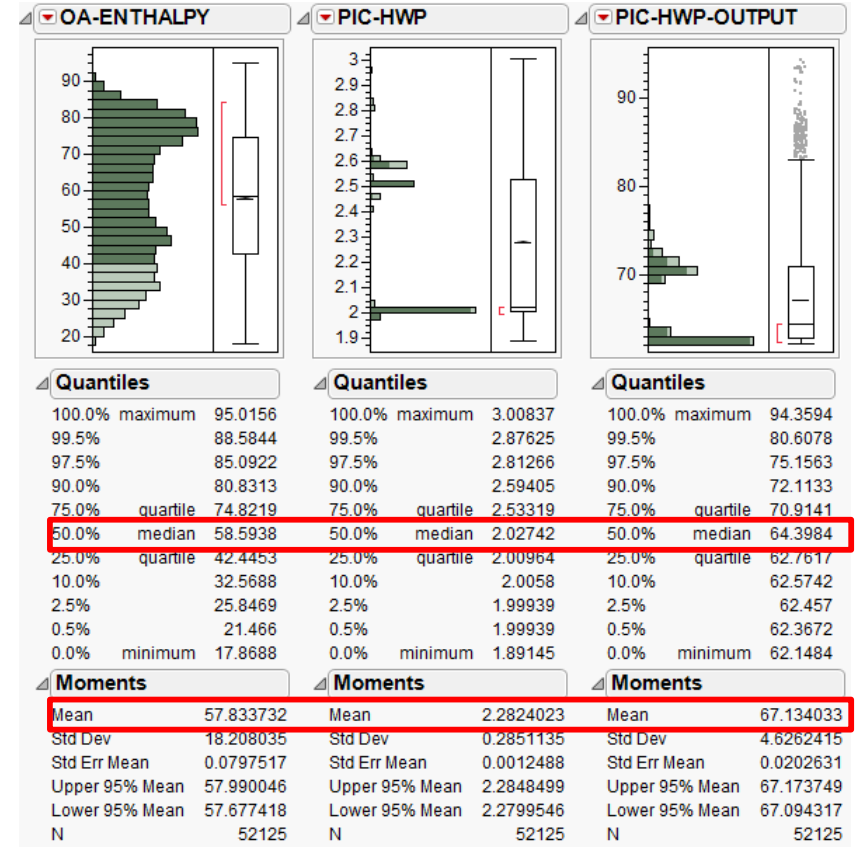 OA-ENTHALPY PIC-HWP PIC-HWP-OUTPUT
90 80 70 60 50 40 30 20
3 2.9 2.8 2.7 2.6 2.5 2.4 2.3 2.2 2.1 2 1.9
90 80 70
Quantiles Quantiles Quantiles
100.0% maximum 95.0156 100.0% maximum 3.00837 100.0% maximum 94.3594
99.5% 88.5844 99.5% 2.87625 99.5% 80.6078
97.5% 85.0922 97.5% 2.81266 97.5% 75.1563
90.0% 80.8313 90.0% 2.59405 90.0% 72.1133
75.0% quartile 74.8219 75.0% quartile 2.53319 75.0% quartile 70.9141
50.0% median 58.5938 50.0% median 2.02742 50.0% median 64.3984
25.0% quartile 42.4453 25.0% quartile 2.00964 25.0% quartile 62.7617
10.0% 32.5688 10.0% 2.0058 10.0% 62.5742
2.5% 25.8469 2.5% 1.99939 2.5% 62.457
0.5% 21.466 0.5% 1.99939 0.5% 62.3672
0.0% minimum 17.8688 0.0% minimum 1.89145 0.0% minimum 62.1484
Moments Moments Moments
Mean 57.833732 Mean 2.2824023 Mean 67.134033
Std Dev 18.208035 Std Dev 0.2851135 Std Dev 4.6262415
Std Err Mean 0.0797517 Std Err Mean 0.0012488 Std Err Mean 0.0202631
Upper 95% Mean 57.990046 Upper 95% Mean 2.2848499 Upper 95% Mean 67.173749
Lower 95% Mean 57.677418 Lower 95% Mean 2.2799546 Lower 95% Mean 67.094317
N 52125 N 52125 N 52125